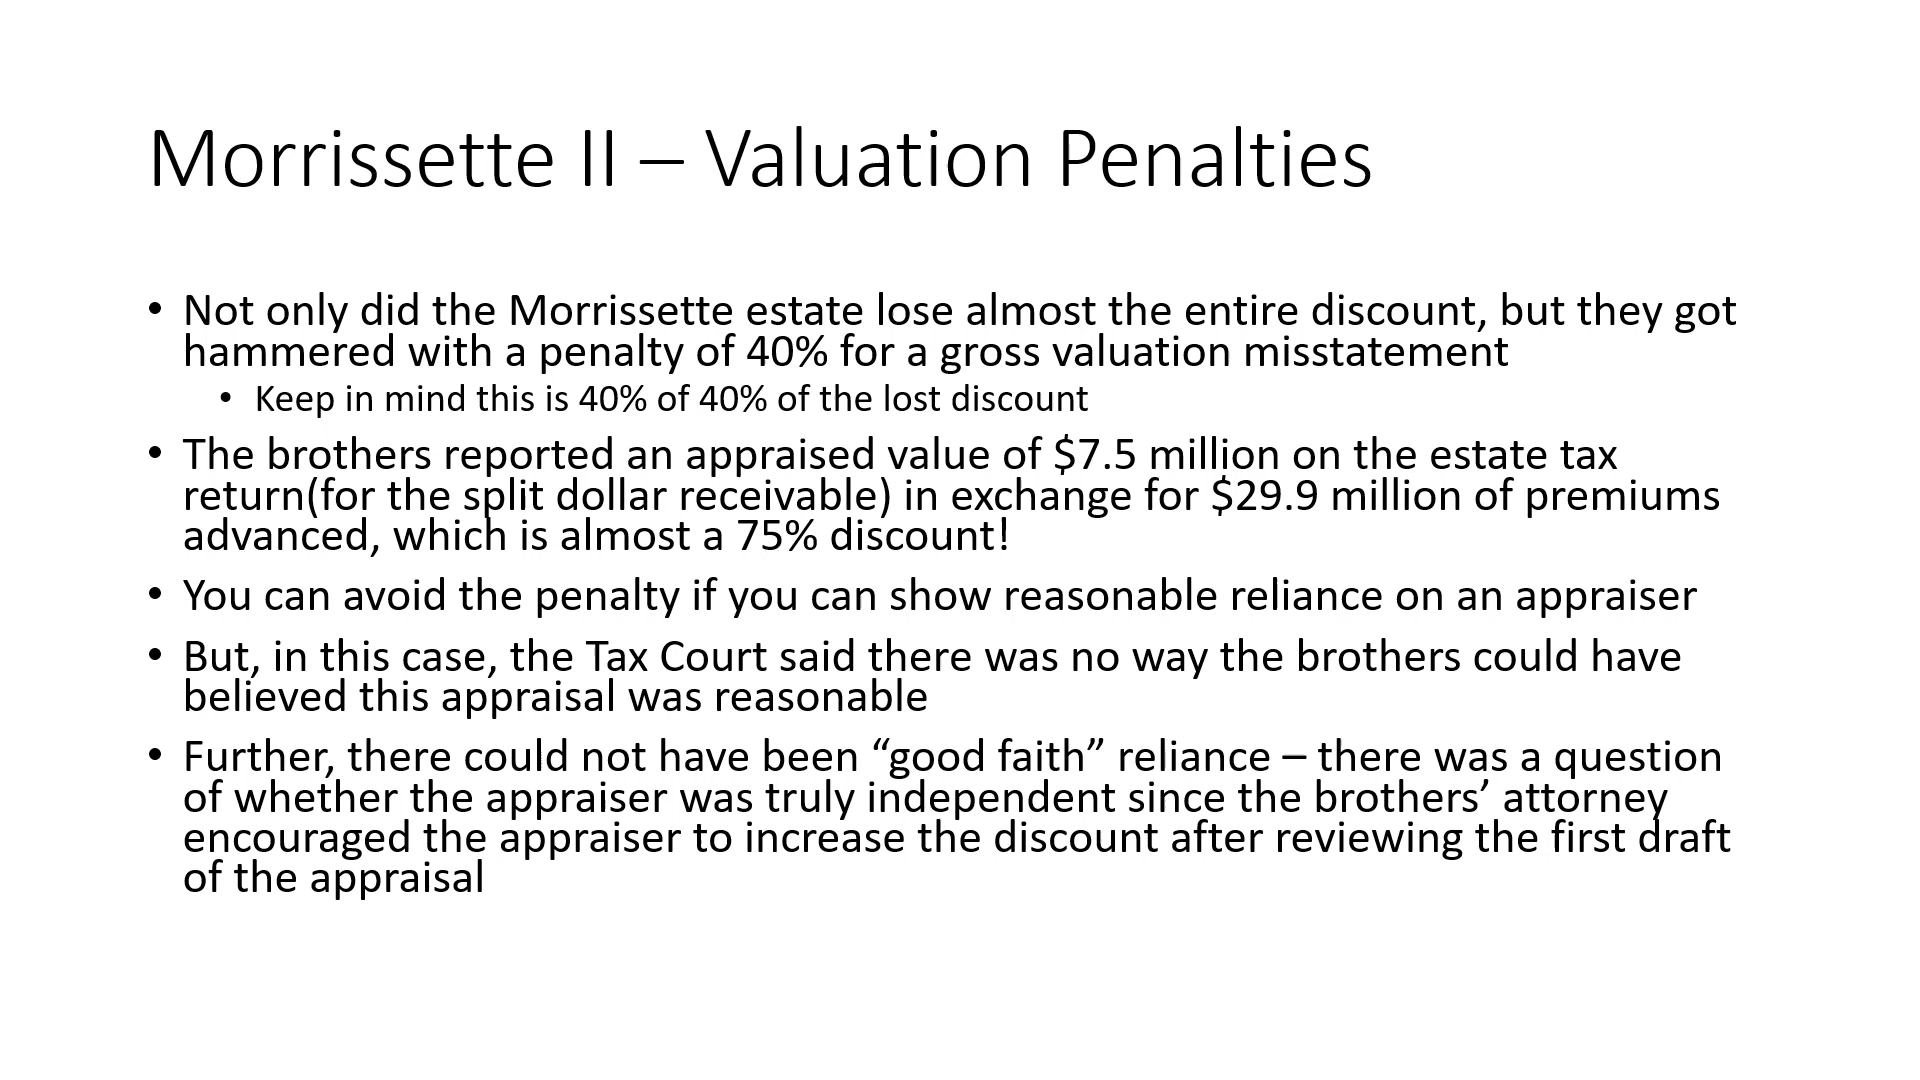 Morrissette II – Valuation Penalties
• Not only did the Morrissette estate lose almost the entire discount, but they got
hammered with a penalty of 40% for a gross valuation misstatement
• Keep in mind this is 40% of 40% of the lost discount
• The brothers reported an appraised value of $7.5 million on the estate tax
return(for the split dollar receivable) in exchange for $29.9 million of premiums
advanced, which is almost a 75% discount!
• You can avoid the penalty if you can show reasonable reliance on an appraiser
• But, in this case, the Tax Court said there was no way the brothers could have
believed this appraisal was reasonable
• Further, there could not have been “good faith” reliance – there was a question
of whether the appraiser was truly independent since the brothers’ attorney
encouraged the appraiser to increase the discount after reviewing the first draft
of the appraisal